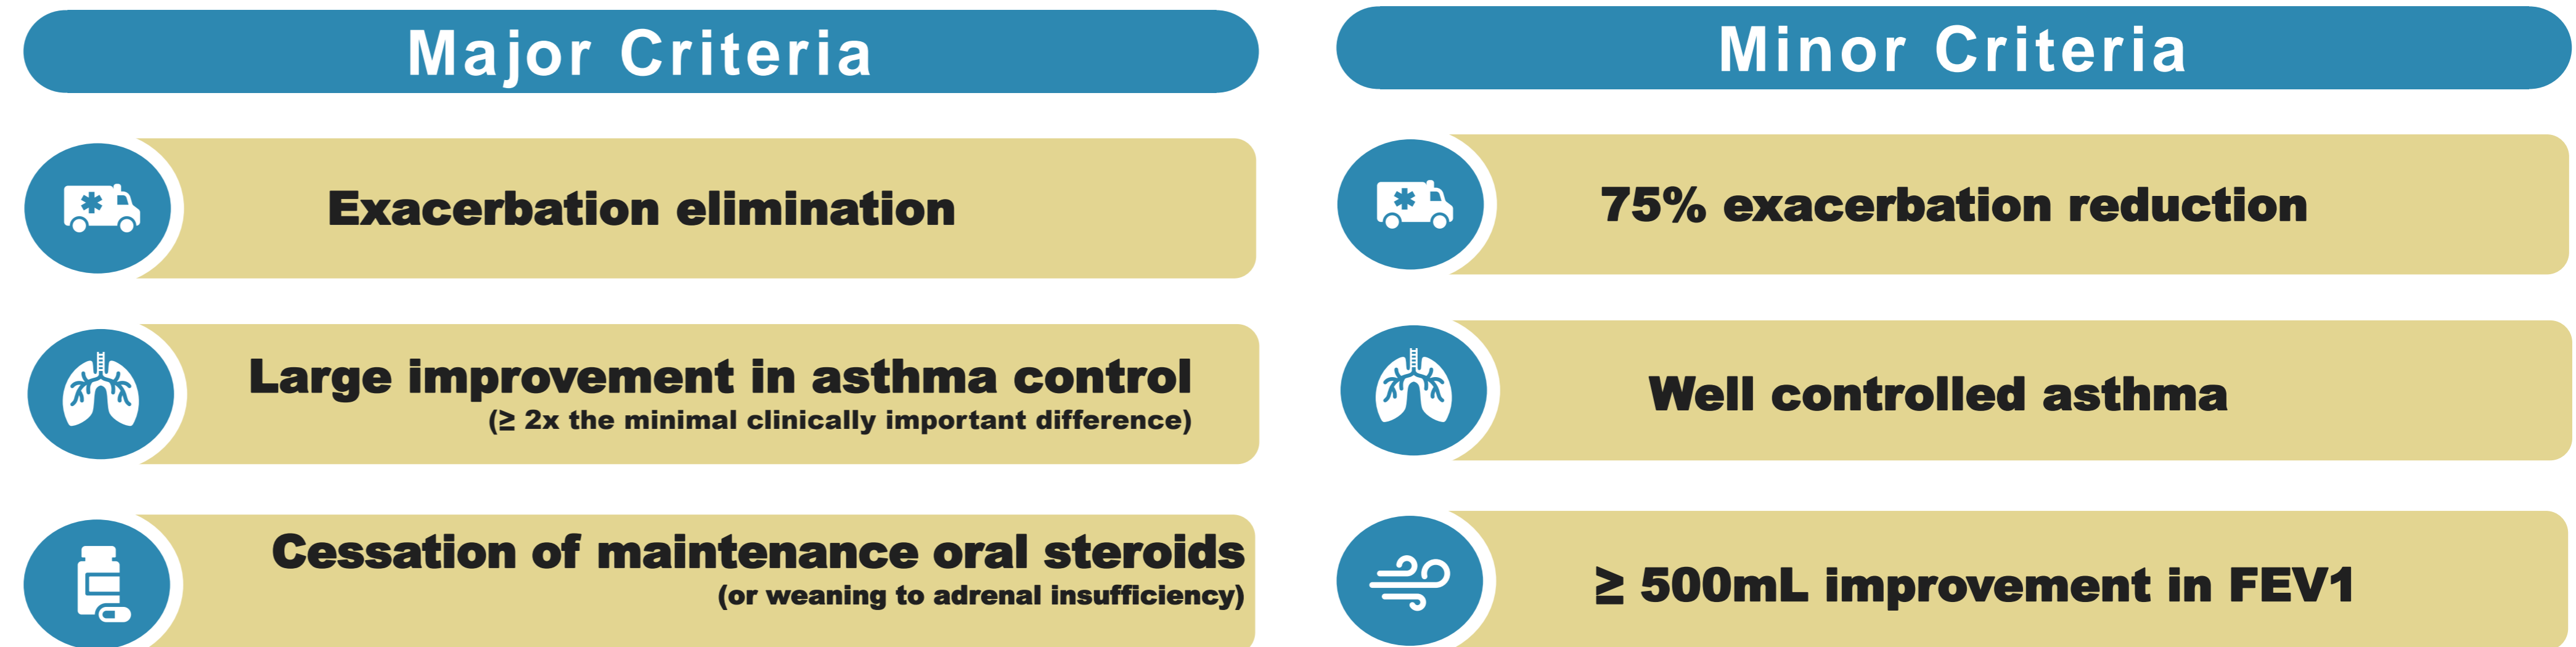 Major Criteria
Exacerbation elimination
Large improvement in asthma control
(≥ 2x the minimal clinically important difference)
Cessation of maintenance oral steroids
(or weaning to adrenal insufficiency)
Minor Criteria
75% exacerbation reduction
Well controlled asthma
≥ 500mL improvement in FEV1